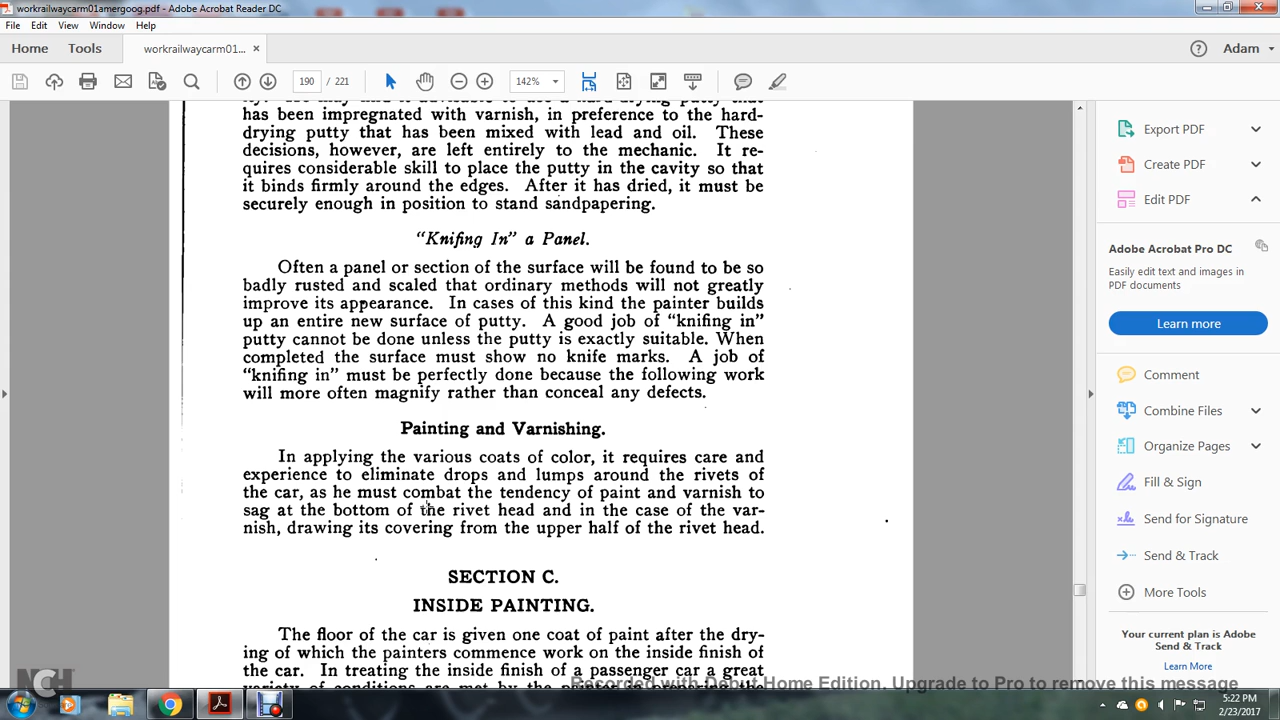 workrailwaycarm01amergoog.pdf - Adobe Acrobat Reader DC
File Edit View Window Help
Home Tools workrailwaycarm01... × Adam
190 / 221 142%
has been impregnated with varnish, in preference to the hard-
drying putty that has been mixed with lead and oil. These
decisions, however, are left entirely to the mechanic. It re-
quires considerable skill to place the putty in the cavity so that
it binds firmly around the edges. After it has dried, it must be
securely enough in position to stand sandpapering.
"Knifing In" a Panel.
Often a panel or section of the surface will be found to be so
badly rusted and scaled that ordinary methods will not greatly
improve its appearance. In cases of this kind the painter builds
up an entire new surface of putty. A good job of "knifing in"
putty cannot be done unless the putty is exactly suitable. When
completed the surface must show no knife marks. A job of
"knifing in" must be perfectly done because the following work
will more often magnify rather than conceal any defects.
Painting and Varnishing.
In applying the various coats of color, it requires care and
experience to eliminate drops and lumps around the rivets of
the car, as he must combat the tendency of paint and varnish to
sag at the bottom of the rivet head and in the case of the var-
nish, drawing its covering from the upper half of the rivet head.
SECTION C.
INSIDE PAINTING.
The floor of the car is given one coat of paint after the dry-
ing of which the painters commence work on the inside finish of
the car. In treating the inside finish of a passenger car a great
Export PDF
Create PDF
Edit PDF
Adobe Acrobat Pro DC
Easily edit text and images in
PDF documents
Learn more
Comment
Combine Files
Organize Pages
Fill & Sign
Send for Signature
Send & Track
More Tools
Your current plan is Adobe
Send & Track
Learn More
NCH
Recorded with Debut Home Edition. Upgrade to Pro to remove this message
5:22 PM
2/23/2017